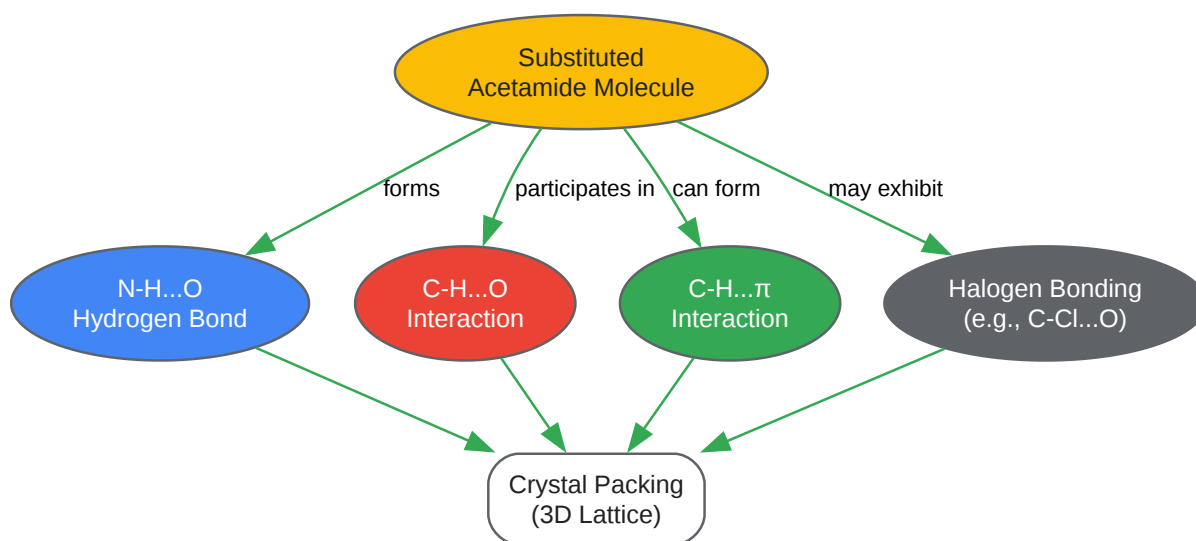 Substituted
Acetamide Molecule
forms
participates in
can form
may exhibit
N-H...O
Hydrogen Bond
C-H...O
Interaction
C-H...π
Interaction
Halogen Bonding
(e.g., C-Cl...O)
Crystal Packing
(3D Lattice)